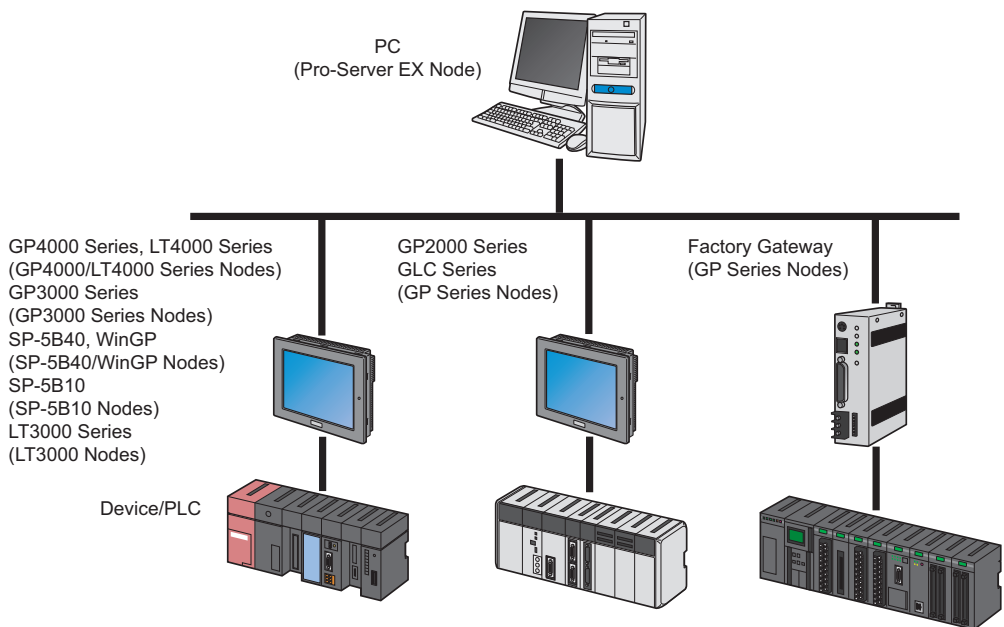 PC
(Pro-Server EX Node)
GP4000 Series, LT4000 Series
(GP4000/LT4000 Series Nodes)
GP3000 Series
(GP3000 Series Nodes)
SP-5B40, WinGP
(SP-5B40/WinGP Nodes)
SP-5B10
(SP-5B10 Nodes)
LT3000 Series
(LT3000 Nodes)
GP2000 Series
GLC Series
(GP Series Nodes)
Factory Gateway
(GP Series Nodes)
Device/PLC